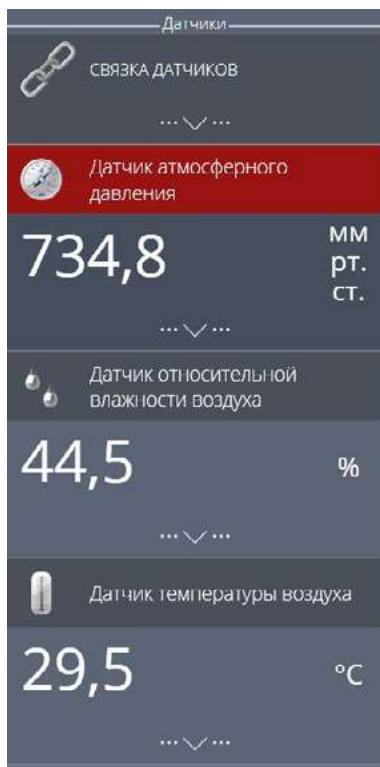 Датчики
СВЯЗКА ДАТЧИКОВ
Датчик атмосферного
давления
734,8
мм
рт.
ст.
Датчик относительной
влажности воздуха
44,5 %
Датчик температуры воздуха
29,5 °C